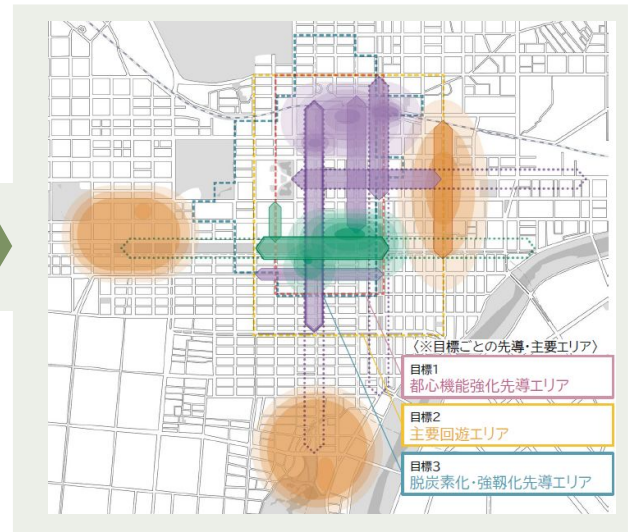 〈※目標ごとの先導・主要エリア〉
目標1
都心機能強化先導エリア
目標2
主要回遊エリア
目標3
脱炭素化・強靱化先導エリア